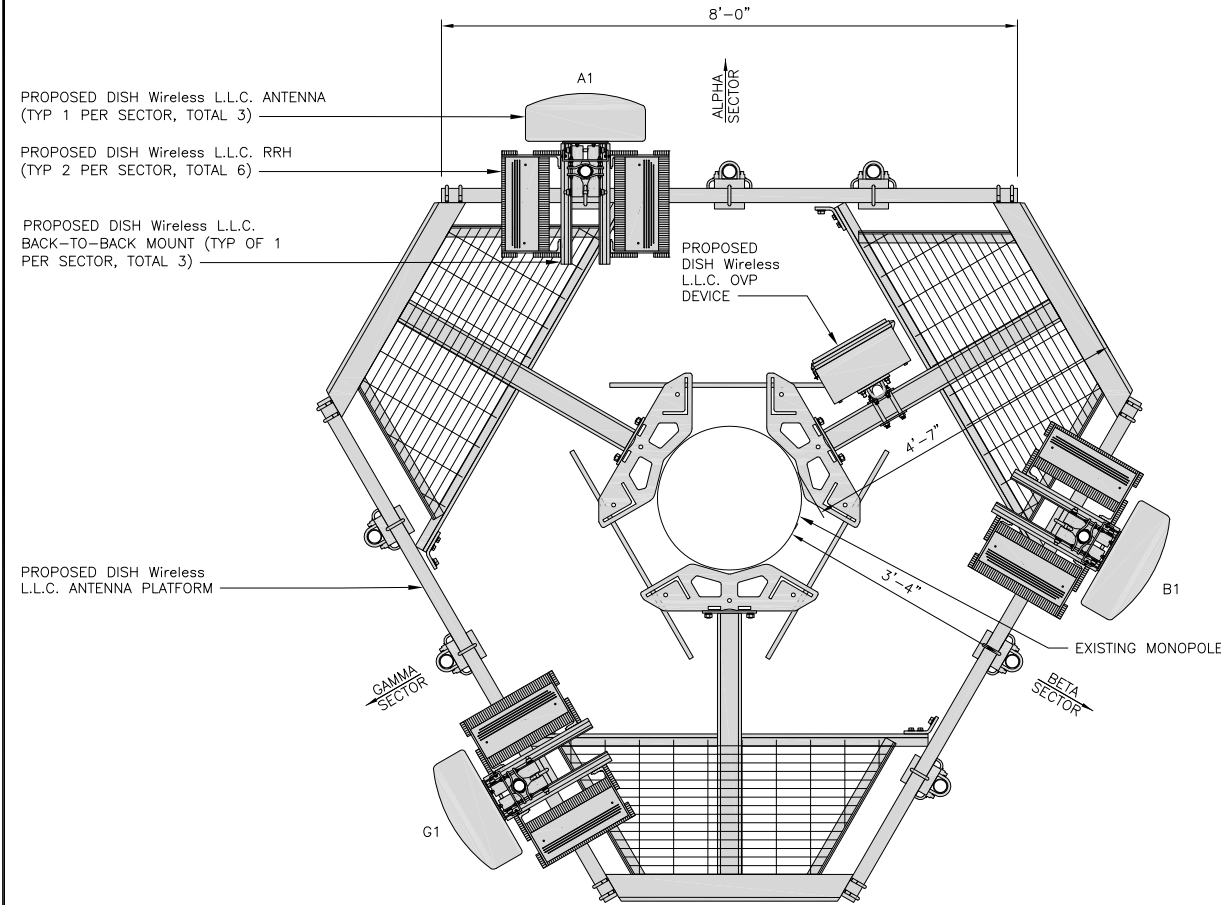 8'-0"
A1
ALPHA
SECTOR
PROPOSED DISH Wireless L.L.C. ANTENNA
(TYP 1 PER SECTOR, TOTAL 3)
PROPOSED DISH Wireless L.L.C. RRH
(TYP 2 PER SECTOR, TOTAL 6)
PROPOSED DISH Wireless L.L.C.
BACK-TO-BACK MOUNT (TYP OF 1
PER SECTOR, TOTAL 3)
PROPOSED
DISH Wireless
L.L.C. OVP
DEVICE
4'-7"
PROPOSED DISH Wireless
L.L.C. ANTENNA PLATFORM
3'-4"
B1
EXISTING MONOPOLE
GAMMA
SECTOR
BETA
SECTOR
G1